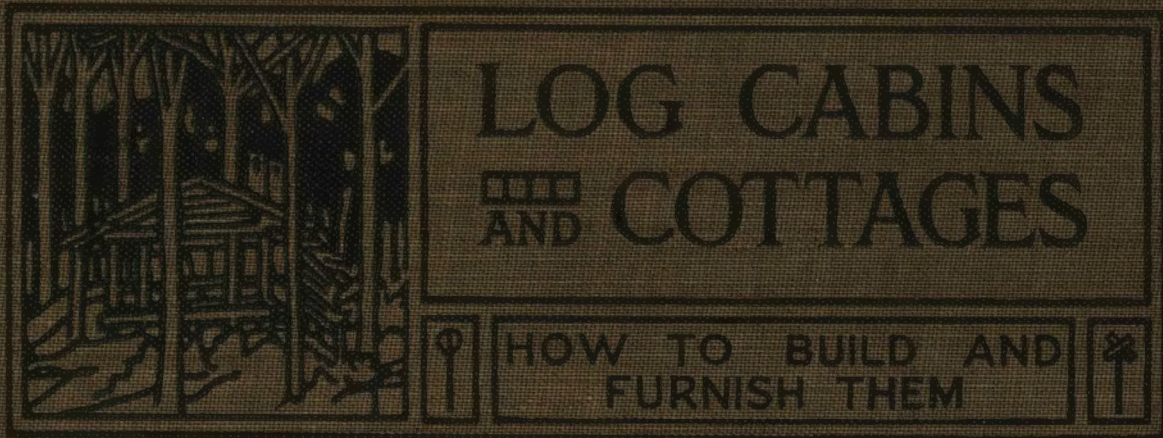 LOG CABINS
AND COTTAGES
HOW TO BUILD AND
FURNISH THEM